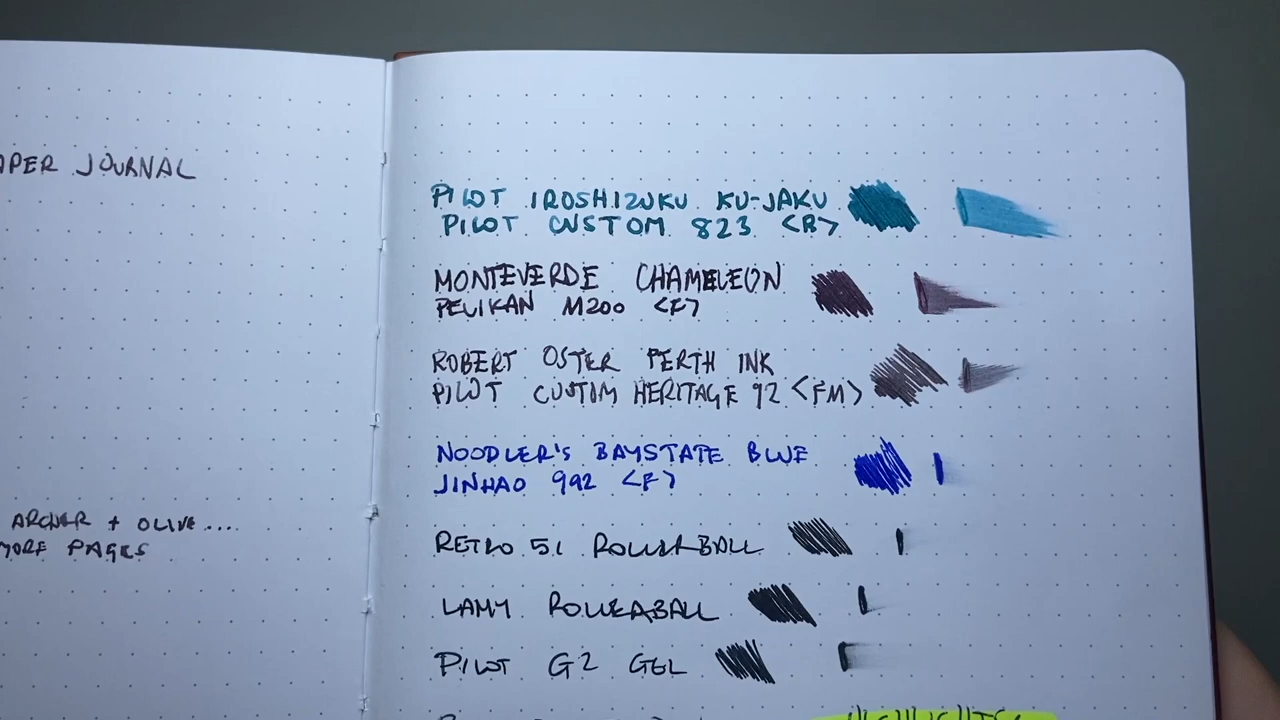 JOURNAL
ARCHER + OLIVE....
MORE PAGES
PILOT IROSHIZUKU KU-JAKU
PILOT CUSTOM 823 <B>
MONTEVERDE CHAMELEON
PELIKAN M200 <F>
ROBERT OSTER PERTH INK
PILOT CUSTOM HERITAGE 92 <FM>
NOODLER'S BAYSTATE BLUE
JINHAO 992 <F>
RETRO 51 ROLLERBALL
LAMY ROLLERBALL
PILOT G2 GEL
HIGHLIGHTS